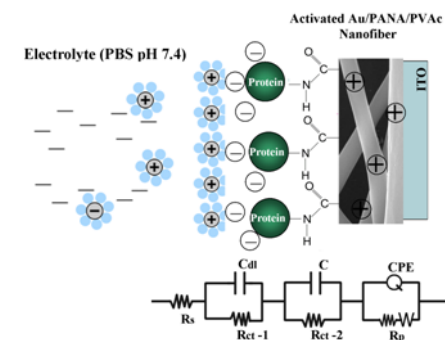 Activated Au/PANA/PVAc
Nanofiber
Electrolyte (PBS pH 7.4)
O
C
N
H
Protein
ITO
O
C
N
H
Protein
O
C
N
H
Protein
Cdl
C
CPE
Q
Rs
Rct -1
Rct -2
Rp
W